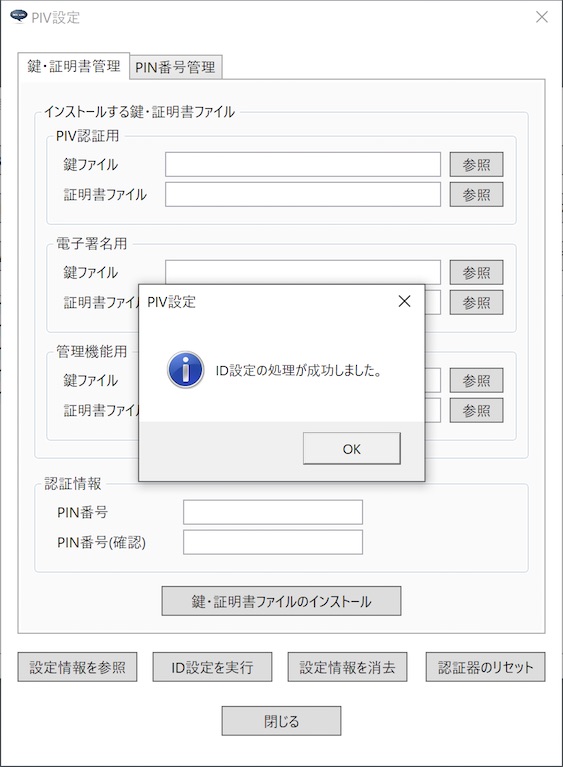 PIV設定
鍵・証明書管理 PIN番号管理
インストールする鍵・証明書ファイル
PIV認証用
鍵ファイル 参照
証明書ファイル 参照
電子署名用
鍵ファイル 参照
証明書ファイル 参照
PIV設定
管理機能用
ID設定の処理が成功しました。
鍵ファイル 参照
証明書ファイル 参照
OK
認証情報
PIN番号
PIN番号(確認)
鍵・証明書ファイルのインストール
設定情報を参照 ID設定を実行 設定情報を消去 認証器のリセット
閉じる